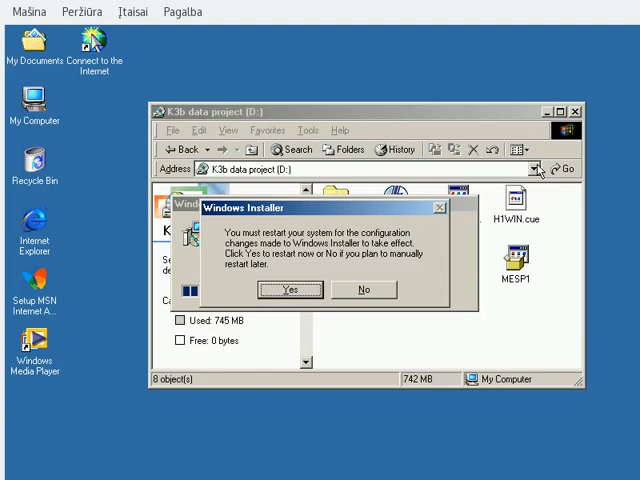 Mašina Peržiūra Įtaisai Pagalba
My Documents
Connect to the
Internet
My Computer
Recycle Bin
Internet
Explorer
Setup MSN
Internet A...
Windows
Media Player
K3b data project (D:)
File Edit View Favorites Tools Help
Back Search Folders History
Address K3b data project (D:) Go
H1WIN.cue
MESP1
Windows Installer
You must restart your system for the configuration
changes made to Windows Installer to take effect.
Click Yes to restart now or No if you plan to manually
restart later.
Yes No
Used: 745 MB
Free: 0 bytes
8 object(s) 742 MB My Computer